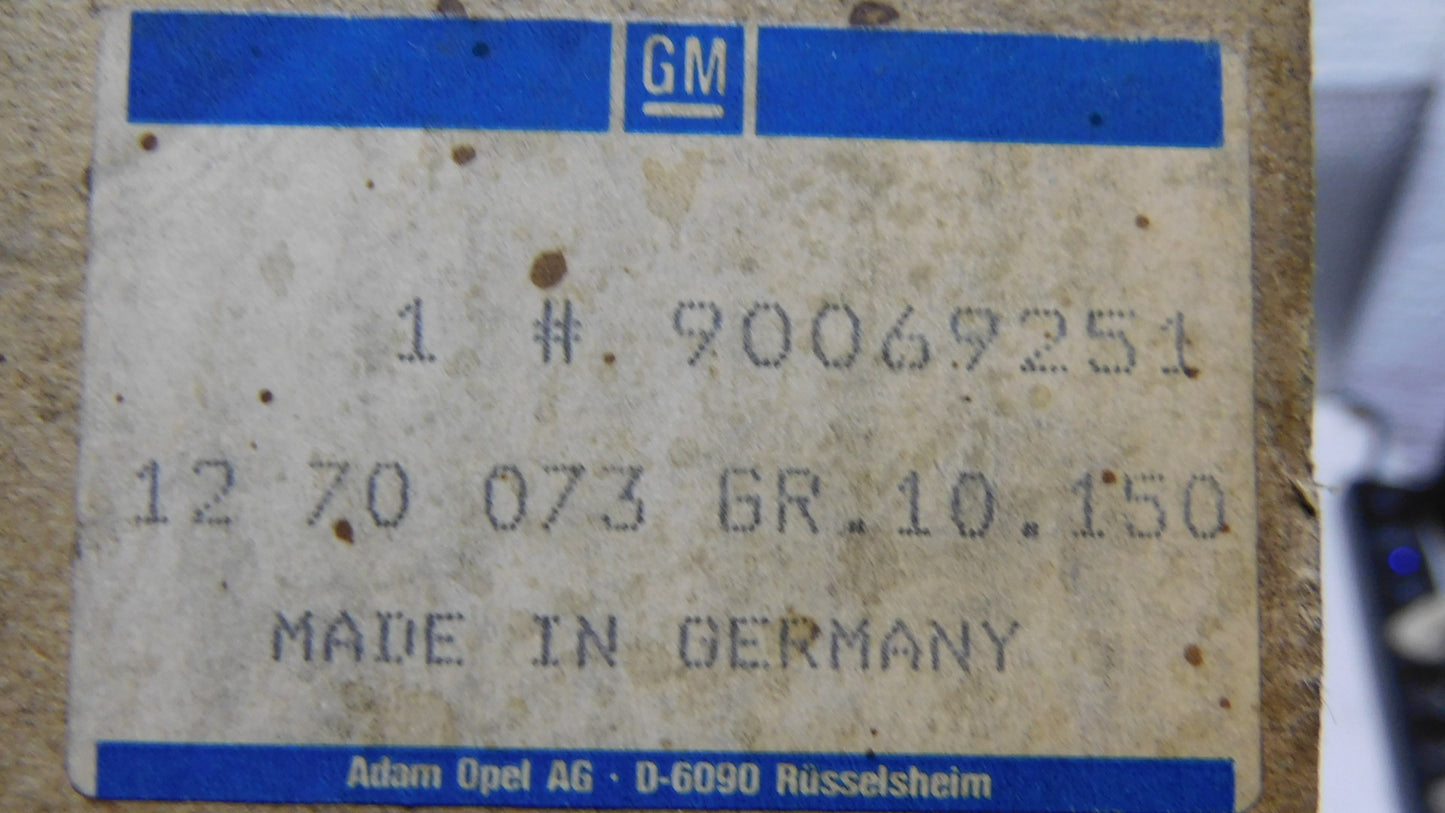 GM
1 # 90069251
12 70 073 GR.10.150
MADE IN GERMANY
Adam Opel AG · D-6090 Rüsselsheim